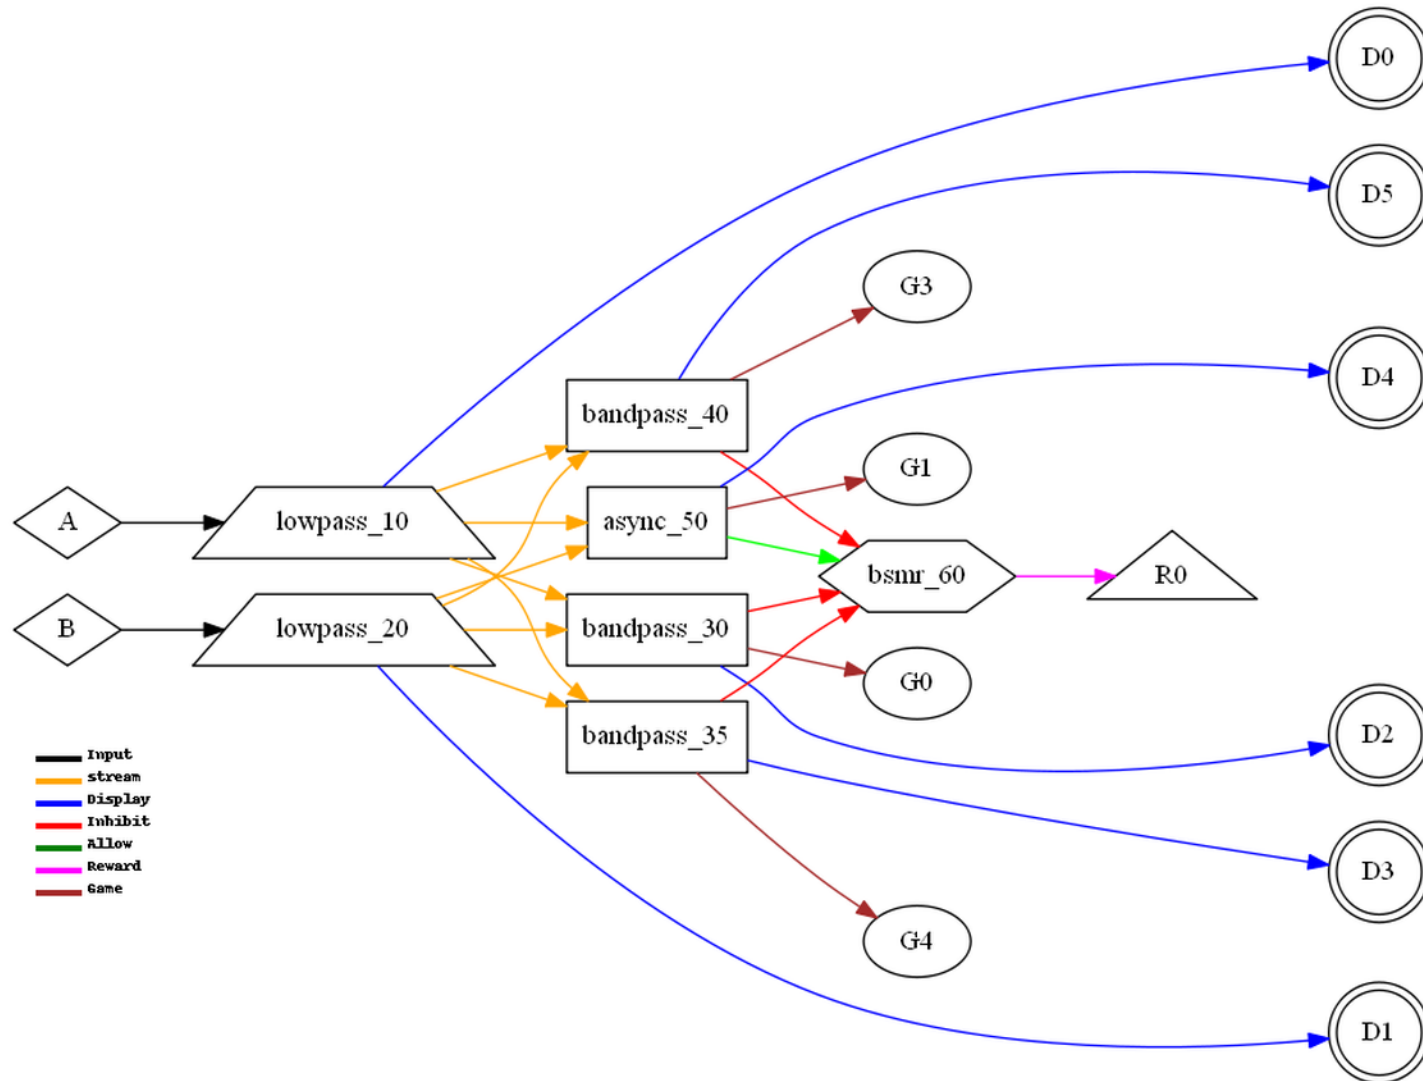 D0
D5
G3
D4
bandpass_40
G1
A
lowpass_10
async_50
bsmr_60
R0
B
lowpass_20
bandpass_30
G0
bandpass_35
D2
Input
stream
Display
Inhibit
Allow
Reward
Game
D3
G4
D1